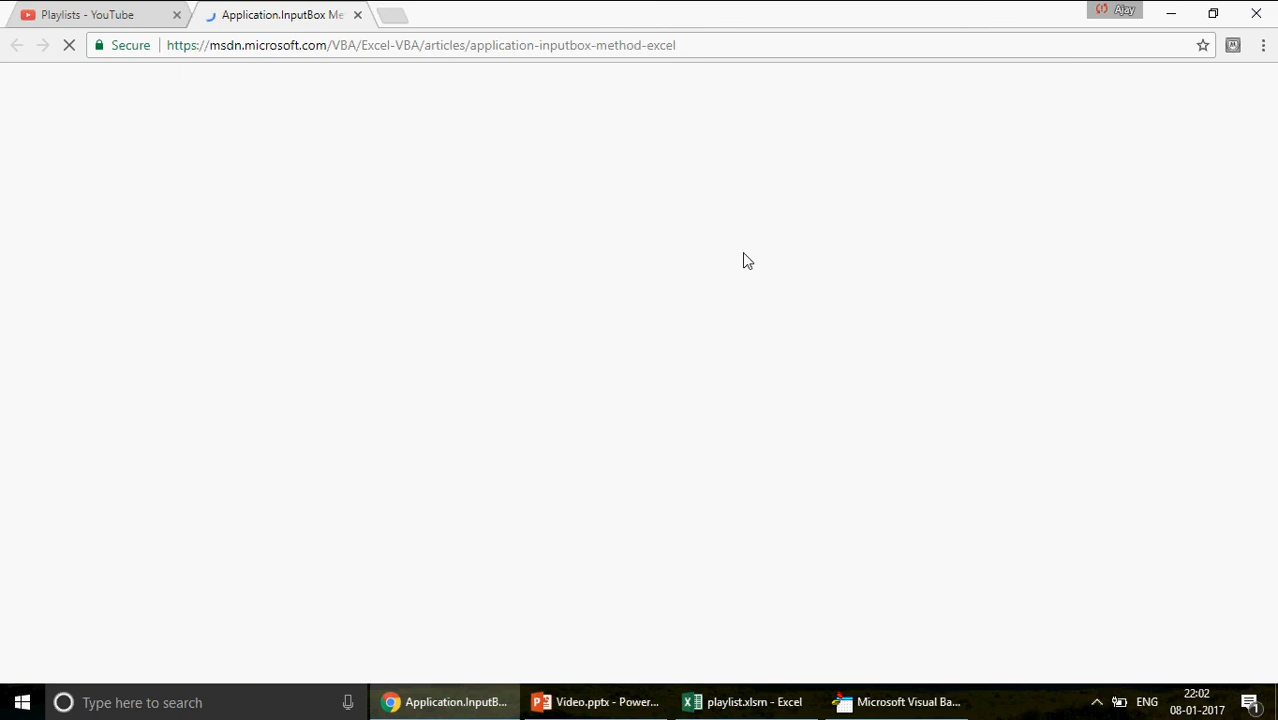 Playlists - YouTube
Application.InputBox Me
Ajay
Secure
https://msdn.microsoft.com/VBA/Excel-VBA/articles/application-inputbox-method-excel
Type here to search
Application.InputB...
Video.pptx - Power...
playlist.xlsm - Excel
Microsoft Visual Ba...
ENG
22:02
08-01-2017
1